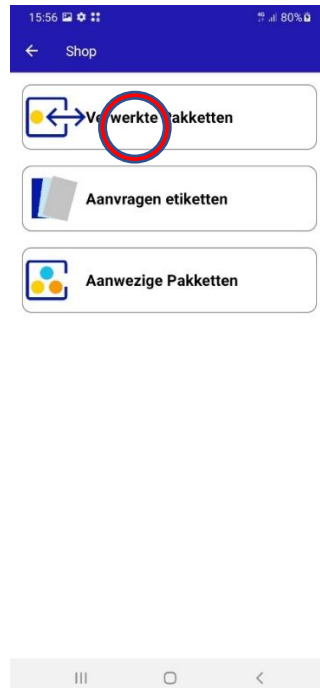 15:56 80%
Shop
Verwerkte Pakketten
Aanvragen etiketten
Aanwezige Pakketten